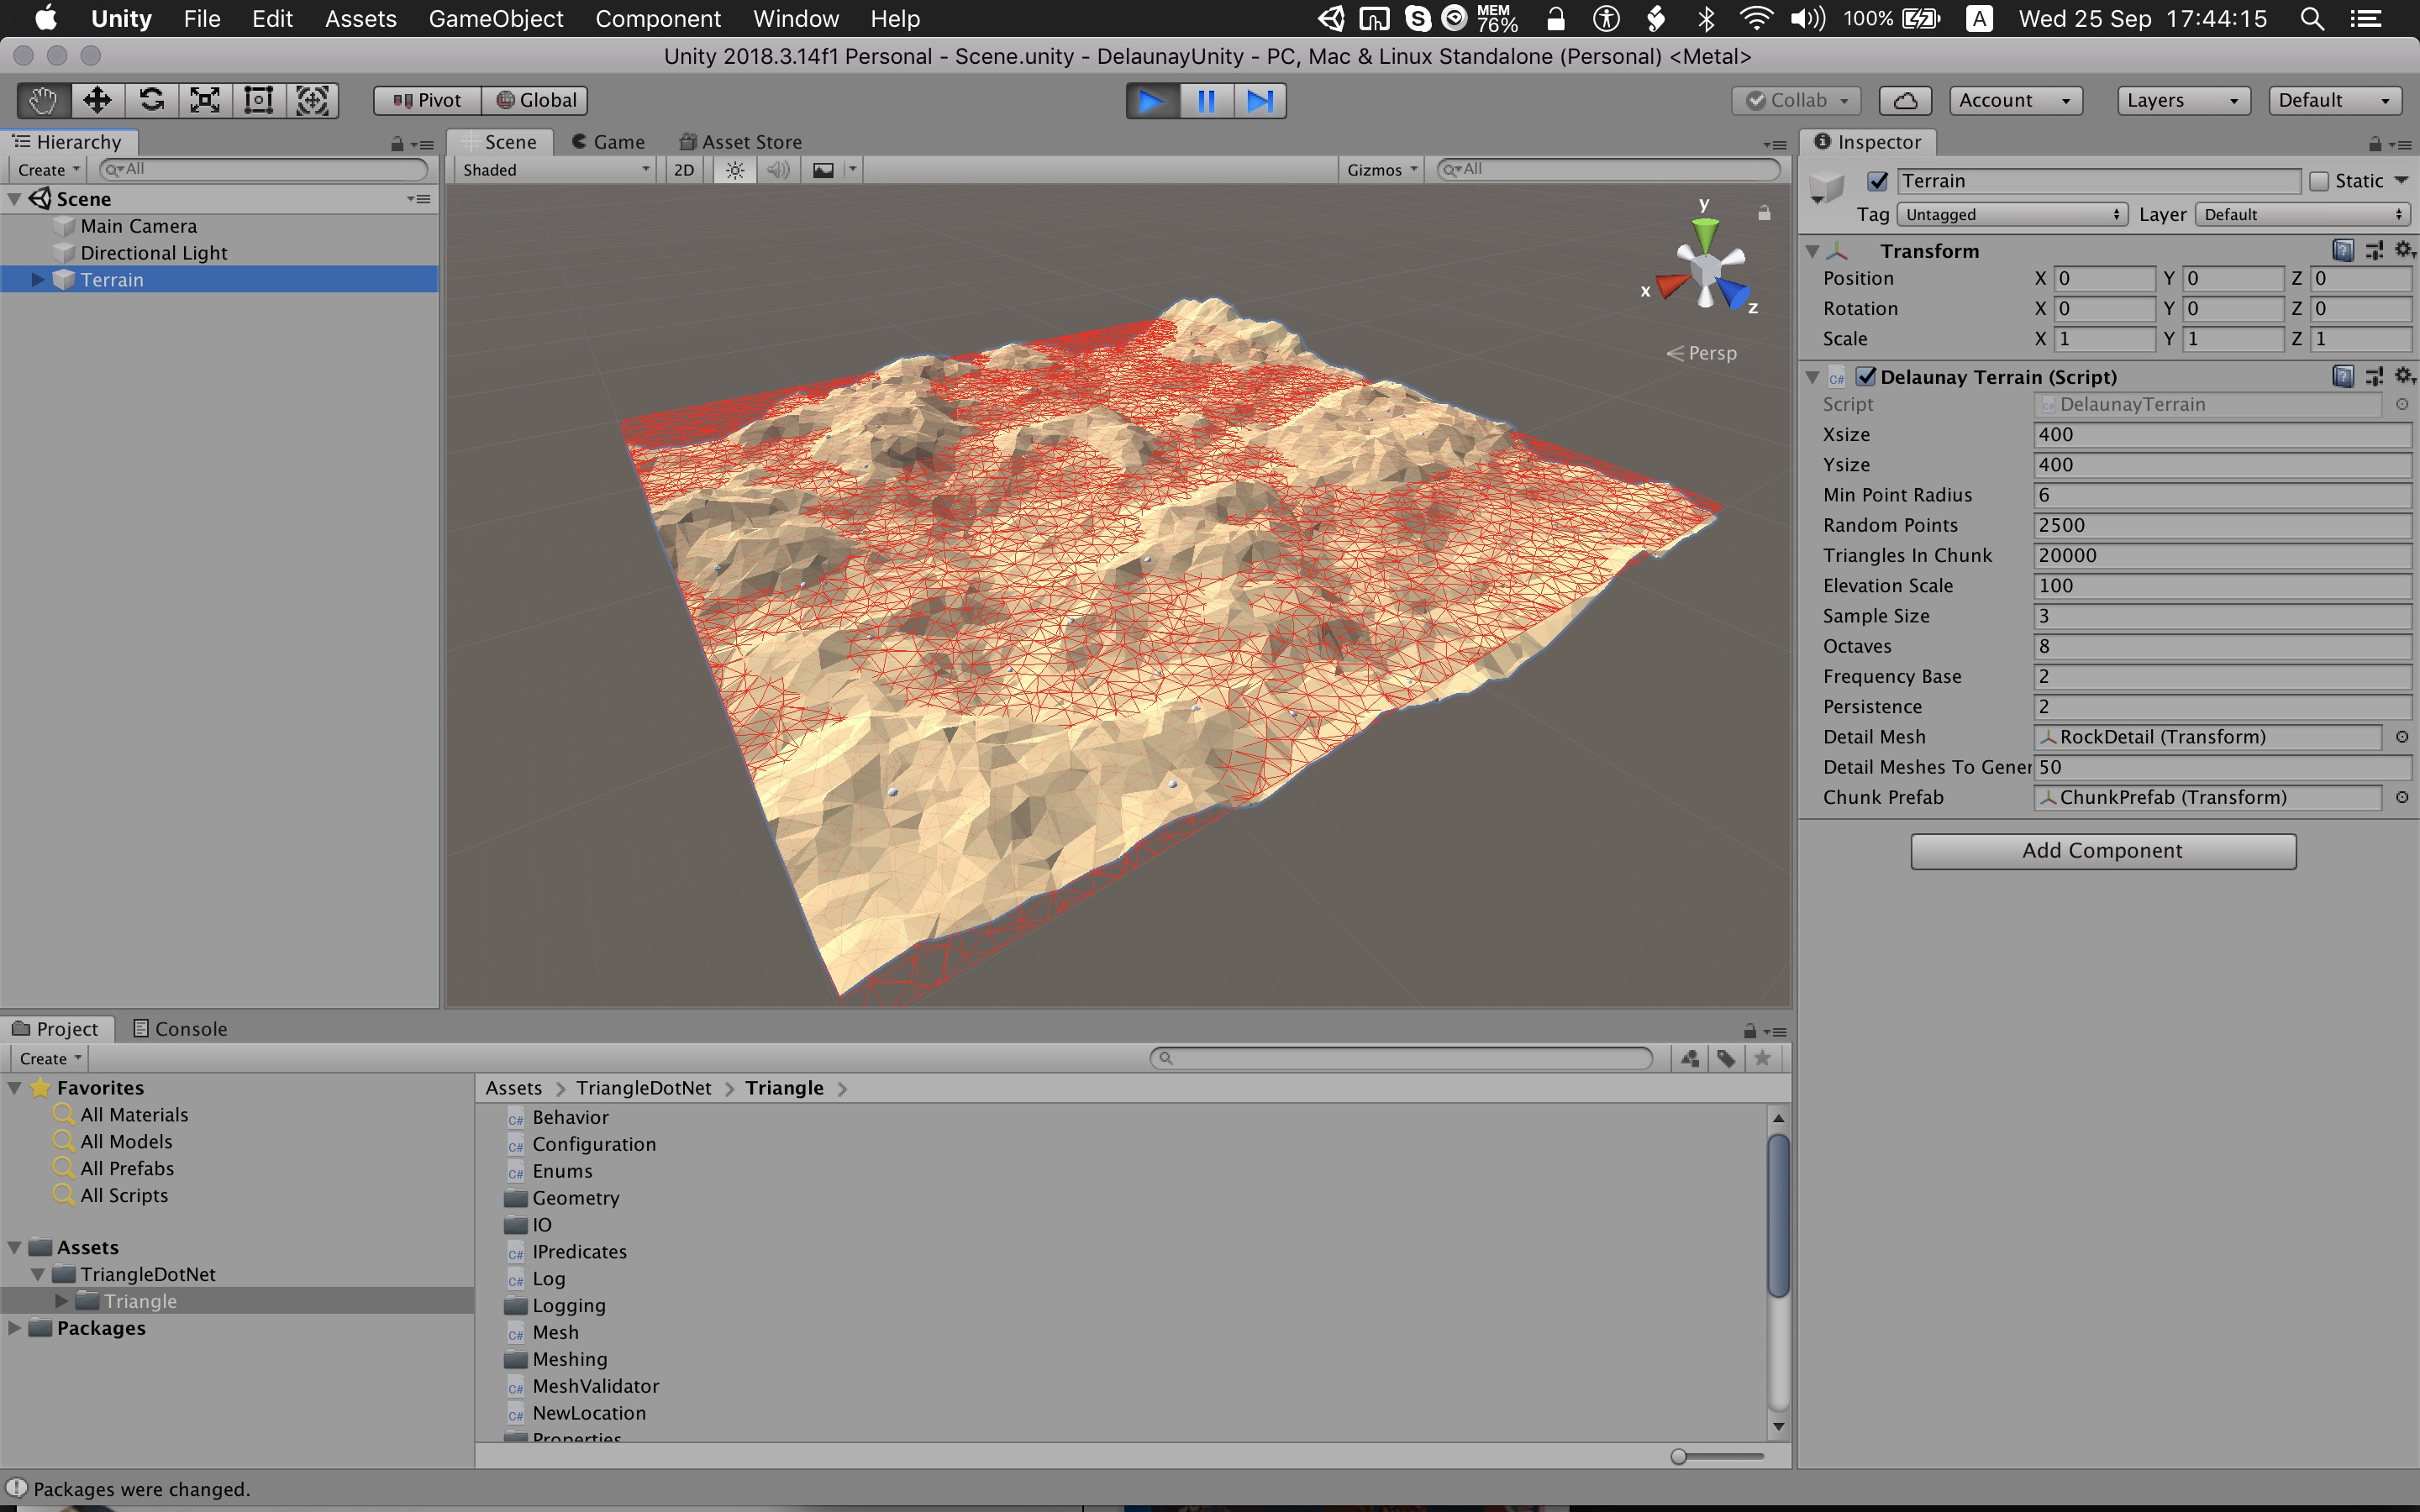 Unity File Edit Assets GameObject Component Window Help MEM 76% 100% A Wed 25 Sep 17:44:15
Unity 2018.3.14f1 Personal - Scene.unity - DelaunayUnity - PC, Mac & Linux Standalone (Personal) <Metal>
Pivot Global Collab Account Layers Default
Hierarchy
Create All
Scene
Main Camera
Directional Light
Terrain
Scene Game Asset Store
Shaded 2D Gizmos All
y
x
z
Persp
Inspector
Terrain Static
Tag Untagged Layer Default
Transform
Position X 0 Y 0 Z 0
Rotation X 0 Y 0 Z 0
Scale X 1 Y 1 Z 1
C# Delaunay Terrain (Script)
Script DelaunayTerrain
Xsize 400
Ysize 400
Min Point Radius 6
Random Points 2500
Triangles In Chunk 20000
Elevation Scale 100
Sample Size 3
Octaves 8
Frequency Base 2
Persistence 2
Detail Mesh RockDetail (Transform)
Detail Meshes To Gener 50
Chunk Prefab ChunkPrefab (Transform)
Add Component
Project Console
Create
Favorites
All Materials
All Models
All Prefabs
All Scripts
Assets
TriangleDotNet
Triangle
Packages
Assets TriangleDotNet Triangle
C# Behavior
C# Configuration
C# Enums
Geometry
IO
C# IPredicates
C# Log
Logging
C# Mesh
Meshing
C# MeshValidator
C# NewLocation
Properties
Packages were changed.